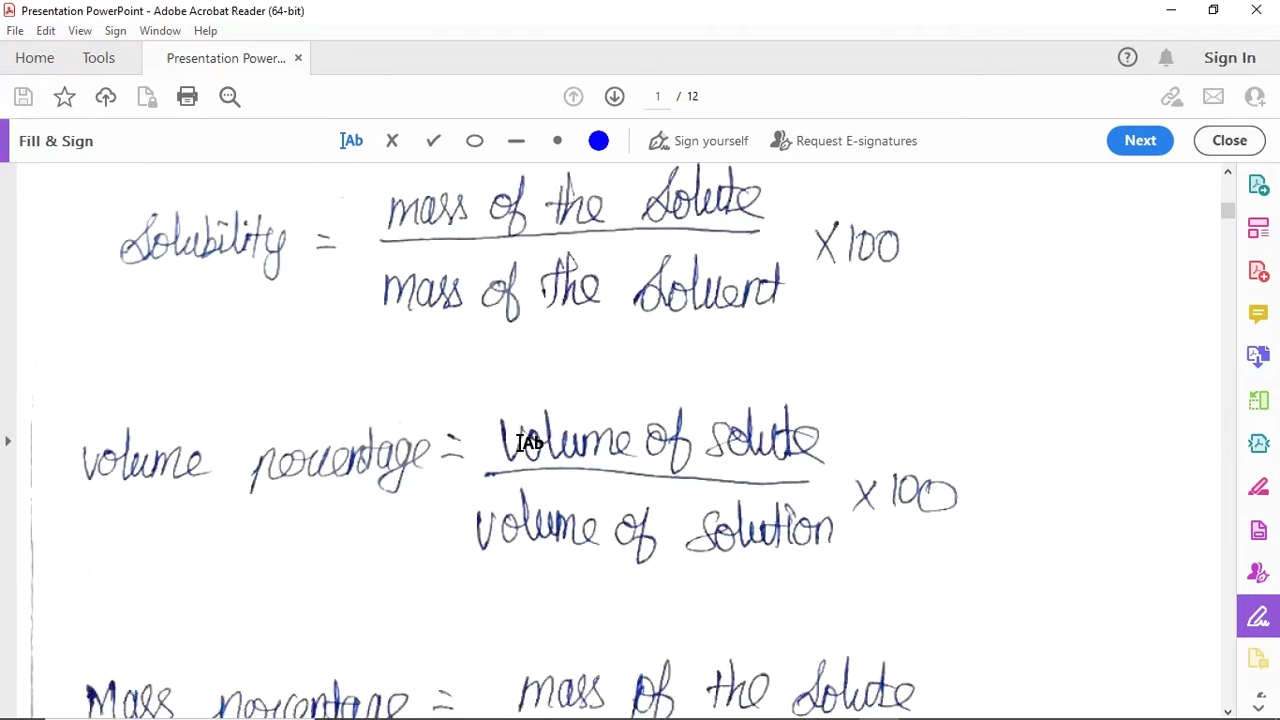 Presentation PowerPoint - Adobe Acrobat Reader (64-bit)
File Edit View Sign Window Help
Home Tools Presentation Power... × Sign In
1 / 12
Fill & Sign Ab Sign yourself Request E-signatures Next Close
Solubility = mass of the Solute
mass of the Solvent × 100
volume percentage = volume of solute
volume of solution × 100
Mass percentage = mass of the Solute